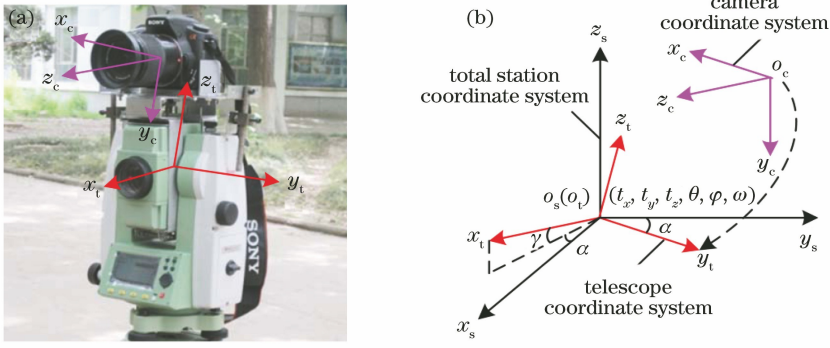 (a)
SONY
x_c
z_c
z_t
y_c
x_t
y_t
SONY
(b)
camera
coordinate system
z_s
x_c
o_c
total station
coordinate system
z_c
z_t
y_c
o_s(o_t)
(t_x, t_y, t_z, θ, φ, ω)
x_t
γ
α
α
y_s
y_t
telescope
coordinate system
x_s